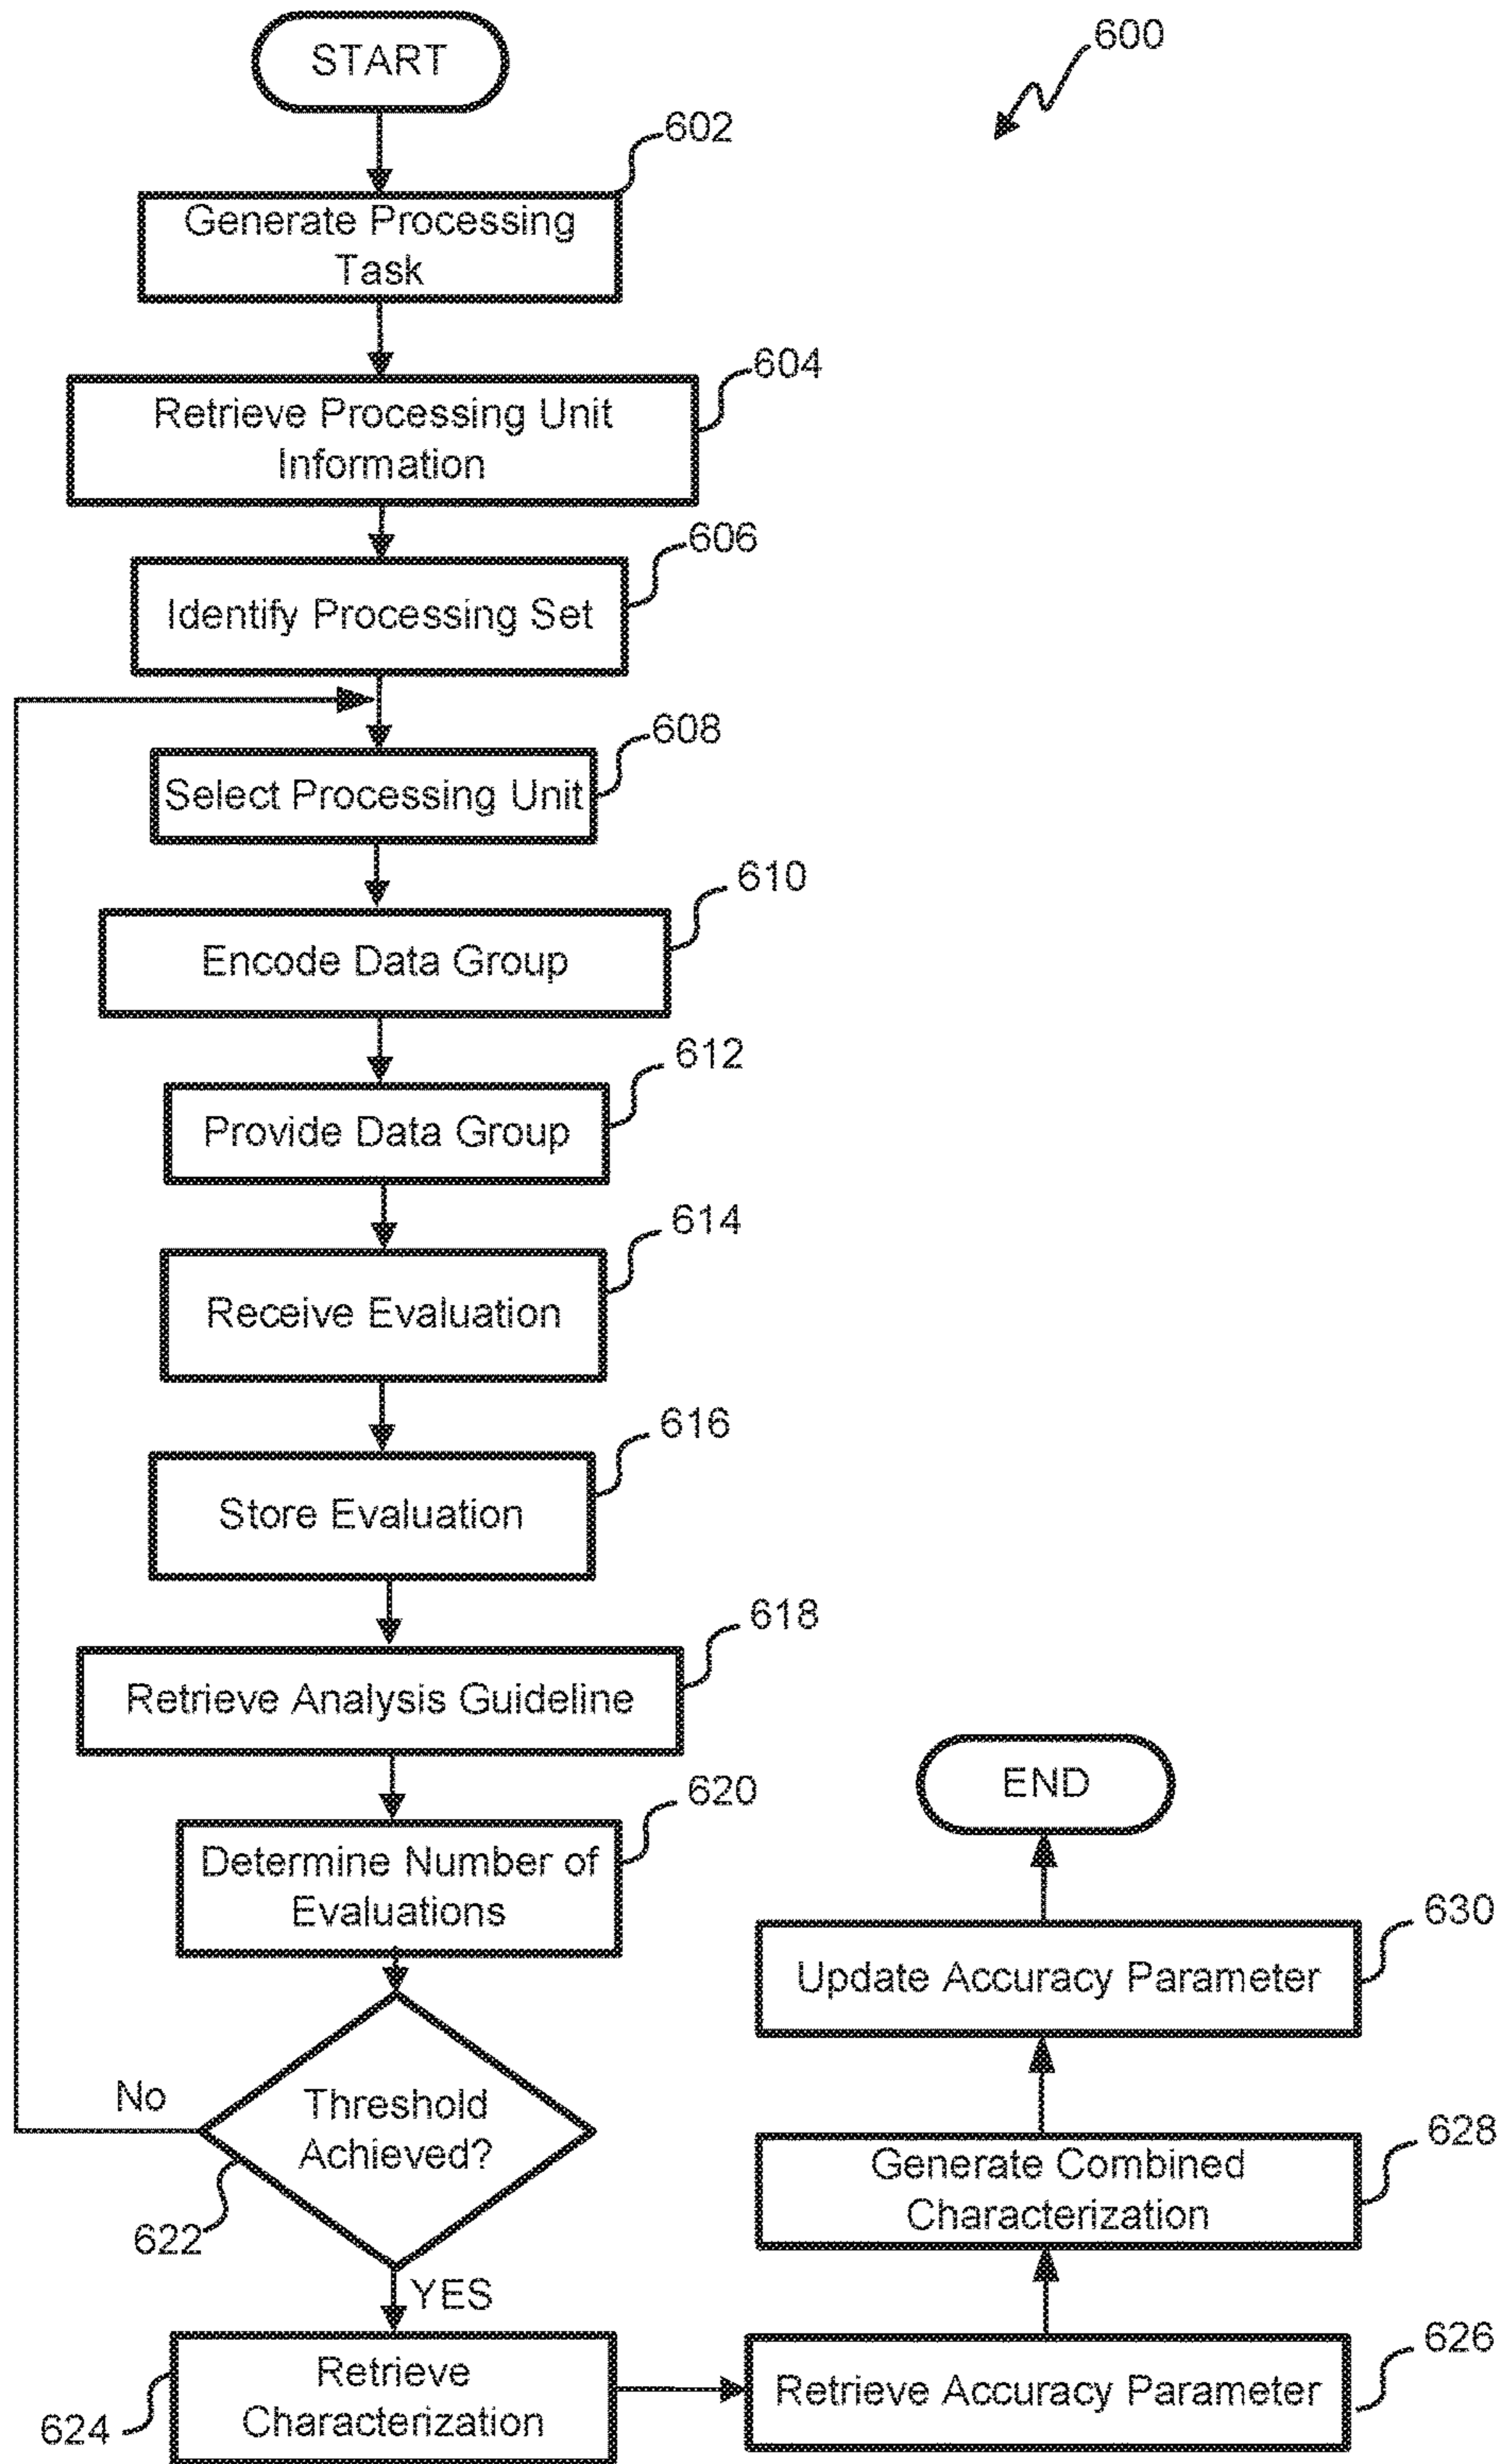 START
600
602
Generate Processing
Task
604
Retrieve Processing Unit
Information
606
Identify Processing Set
608
Select Processing Unit
610
Encode Data Group
612
Provide Data Group
614
Receive Evaluation
616
Store Evaluation
618
Retrieve Analysis Guideline
620
Determine Number of
Evaluations
No
Threshold
Achieved?
622
YES
Retrieve
Characterization
624
626
Retrieve Accuracy Parameter
628
Generate Combined
Characterization
630
Update Accuracy Parameter
END